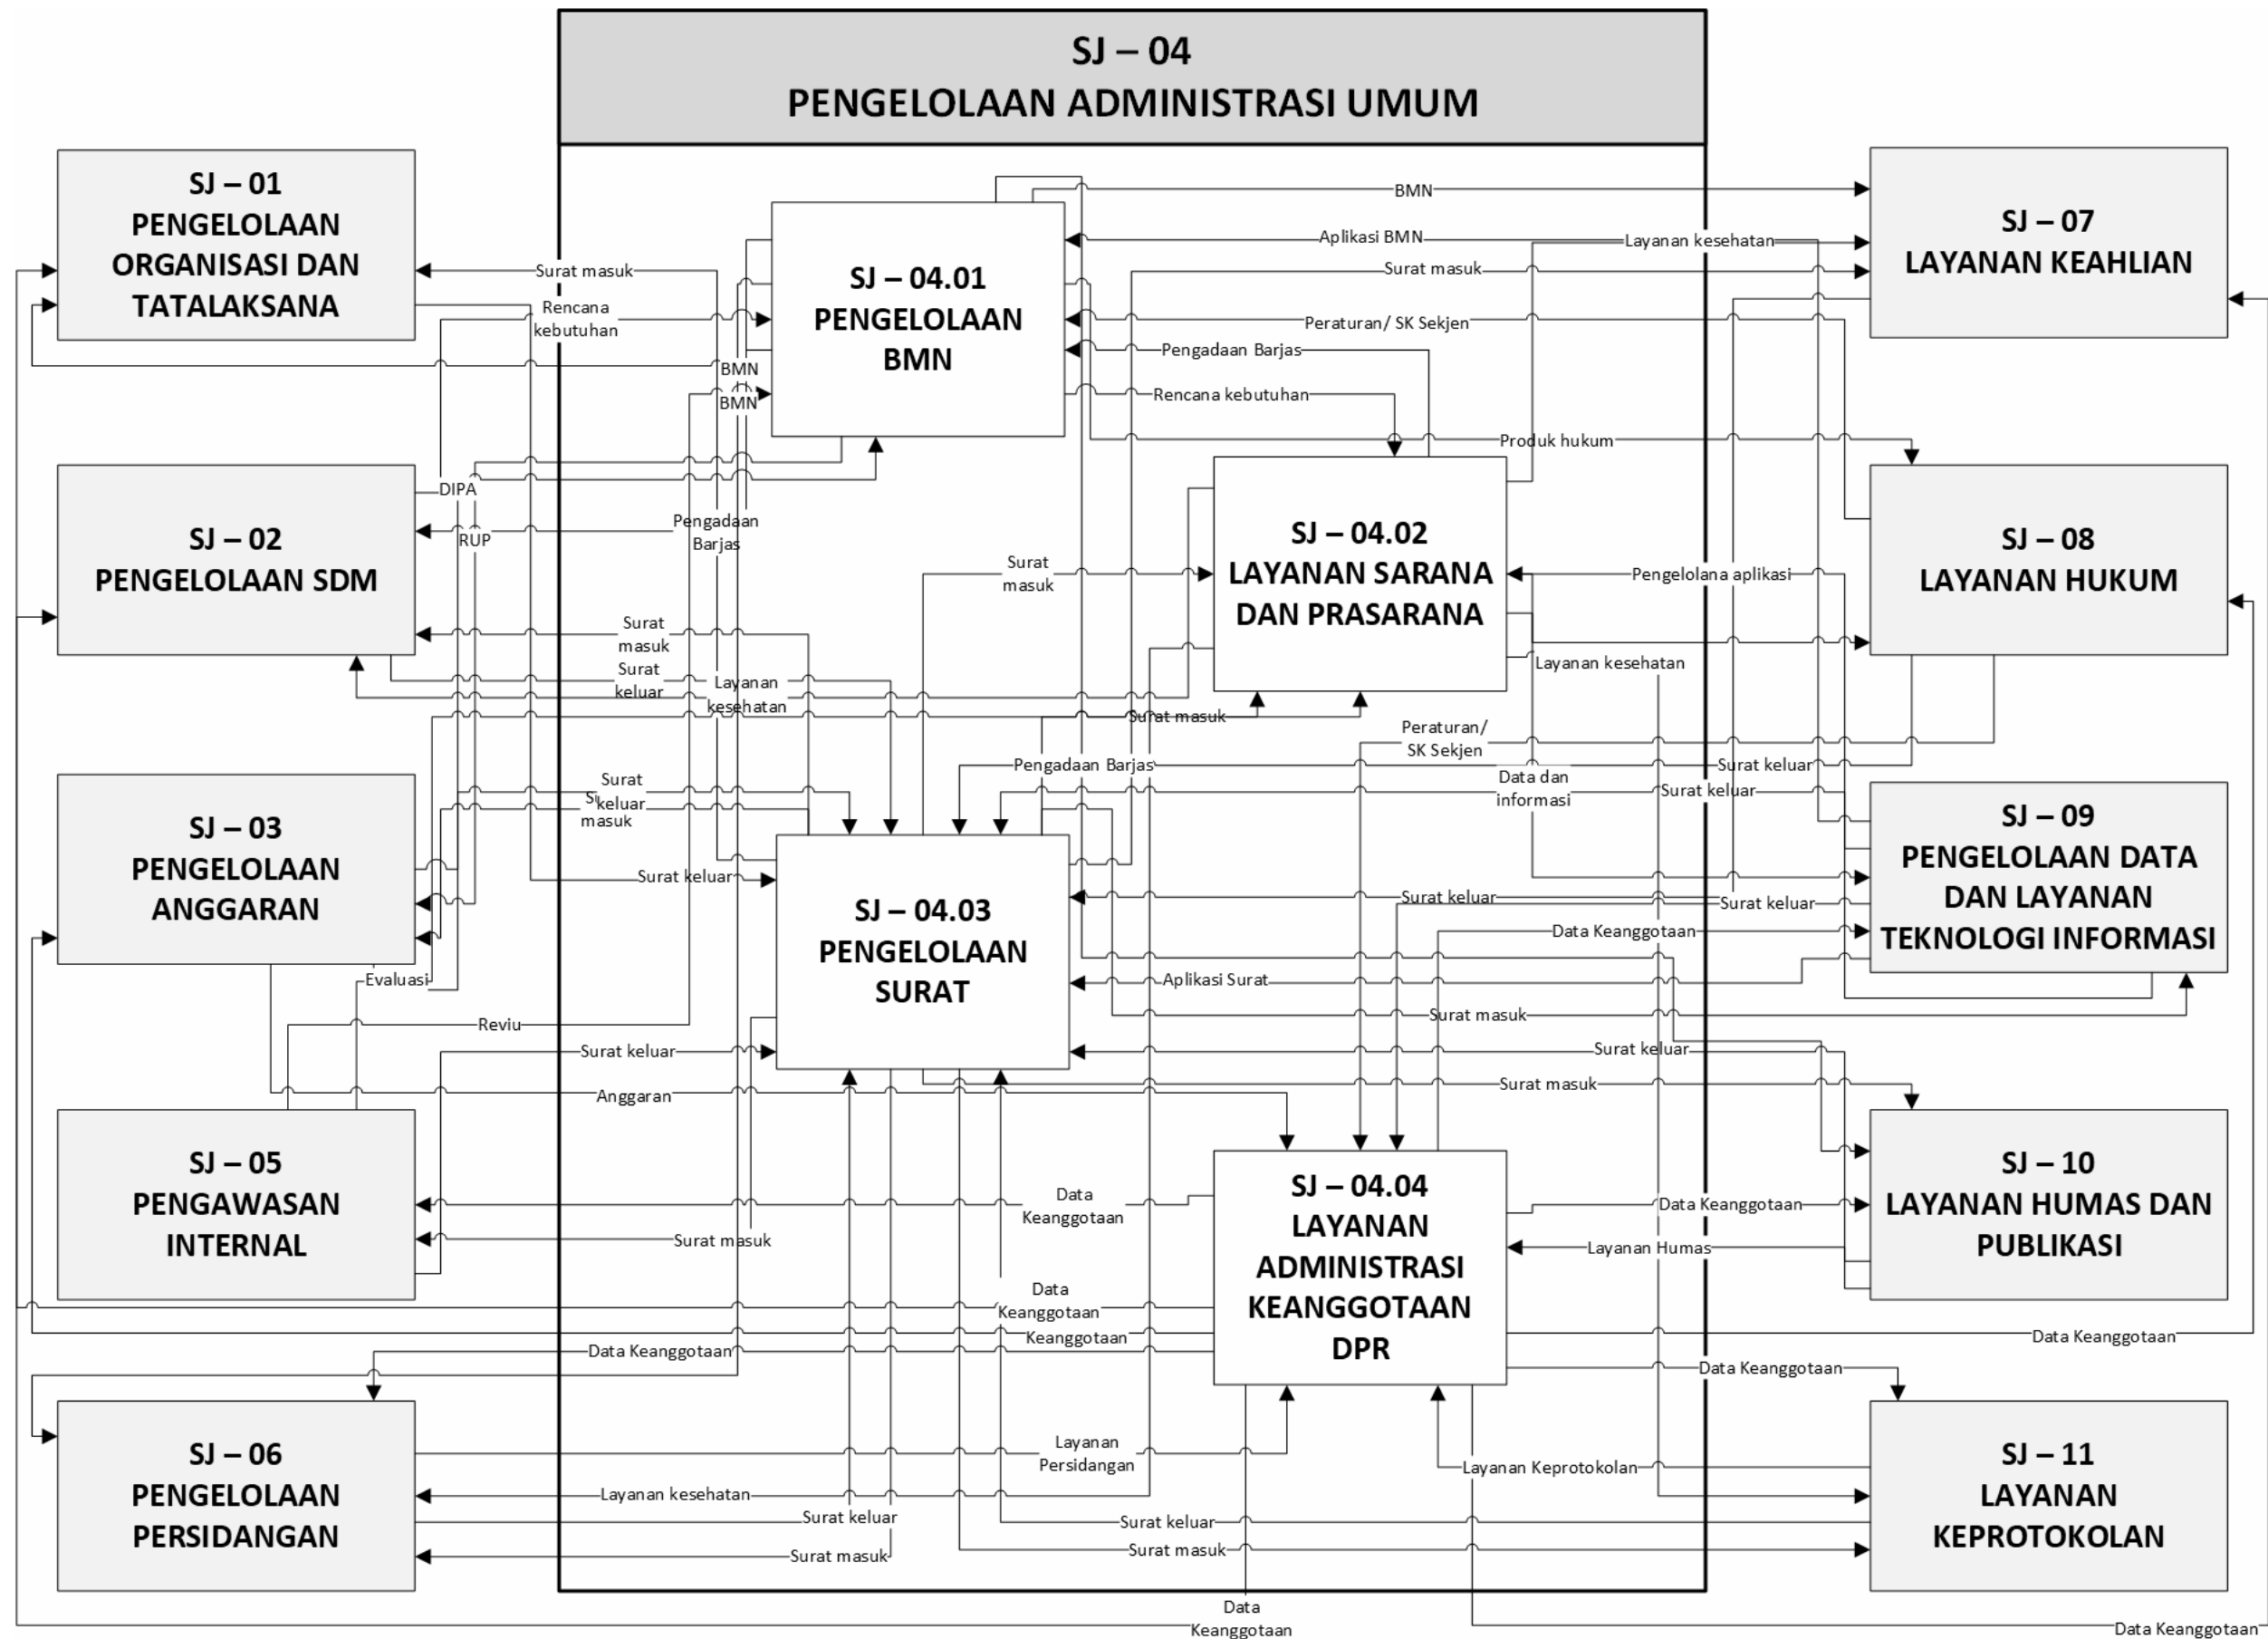 SJ – 04
PENGELOLAAN ADMINISTRASI UMUM
SJ – 01
PENGELOLAAN
ORGANISASI DAN
TATALAKSANA
SJ – 02
PENGELOLAAN SDM
SJ – 03
PENGELOLAAN
ANGGARAN
SJ – 05
PENGAWASAN
INTERNAL
SJ – 06
PENGELOLAAN
PERSIDANGAN
SJ – 04.01
PENGELOLAAN
BMN
SJ – 04.02
LAYANAN SARANA
DAN PRASARANA
SJ – 04.03
PENGELOLAAN
SURAT
SJ – 04.04
LAYANAN
ADMINISTRASI
KEANGGOTAAN
DPR
SJ – 07
LAYANAN KEAHLIAN
SJ – 08
LAYANAN HUKUM
SJ – 09
PENGELOLAAN DATA
DAN LAYANAN
TEKNOLOGI INFORMASI
SJ – 10
LAYANAN HUMAS DAN
PUBLIKASI
SJ – 11
LAYANAN
KEPROTOKOLAN
BMN
Aplikasi BMN
Layanan kesehatan
Surat masuk
Surat masuk
Rencana
kebutuhan
Peraturan/ SK Sekjen
Pengadaan Barjas
BMN
Rencana kebutuhan
BMN
Produk hukum
DIPA
Pengadaan
Barjas
RUP
Surat
masuk
Pengelolana aplikasi
Surat
masuk
Surat
keluar
Layanan
kesehatan
Layanan kesehatan
Surat masuk
Peraturan/
SK Sekjen
Pengadaan Barjas
Surat keluar
Data dan
informasi
Surat keluar
Surat
keluar
masuk
Surat keluar
Surat keluar
Surat keluar
Data Keanggotaan
Evaluasi
Aplikasi Surat
Surat masuk
Reviu
Surat keluar
Surat keluar
Surat masuk
Anggaran
Data
Keanggotaan
Data Keanggotaan
Surat masuk
Layanan Humas
Data
Keanggotaan
Keanggotaan
Data Keanggotaan
Data Keanggotaan
Data Keanggotaan
Layanan
Persidangan
Layanan Keprotokolan
Layanan kesehatan
Surat keluar
Surat keluar
Surat masuk
Surat masuk
Data
Keanggotaan
Data Keanggotaan